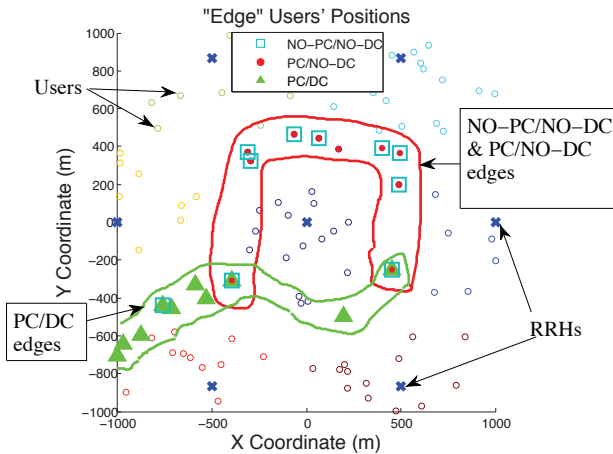 "Edge" Users' Positions
NO-PC/NO-DC
PC/NO-DC
PC/DC
Users
NO-PC/NO-DC
& PC/NO-DC
edges
PC/DC
edges
RRHs
Y Coordinate (m)
1000
800
600
400
200
0
−200
−400
−600
−800
−1000
−1000
−500
0
500
1000
X Coordinate (m)